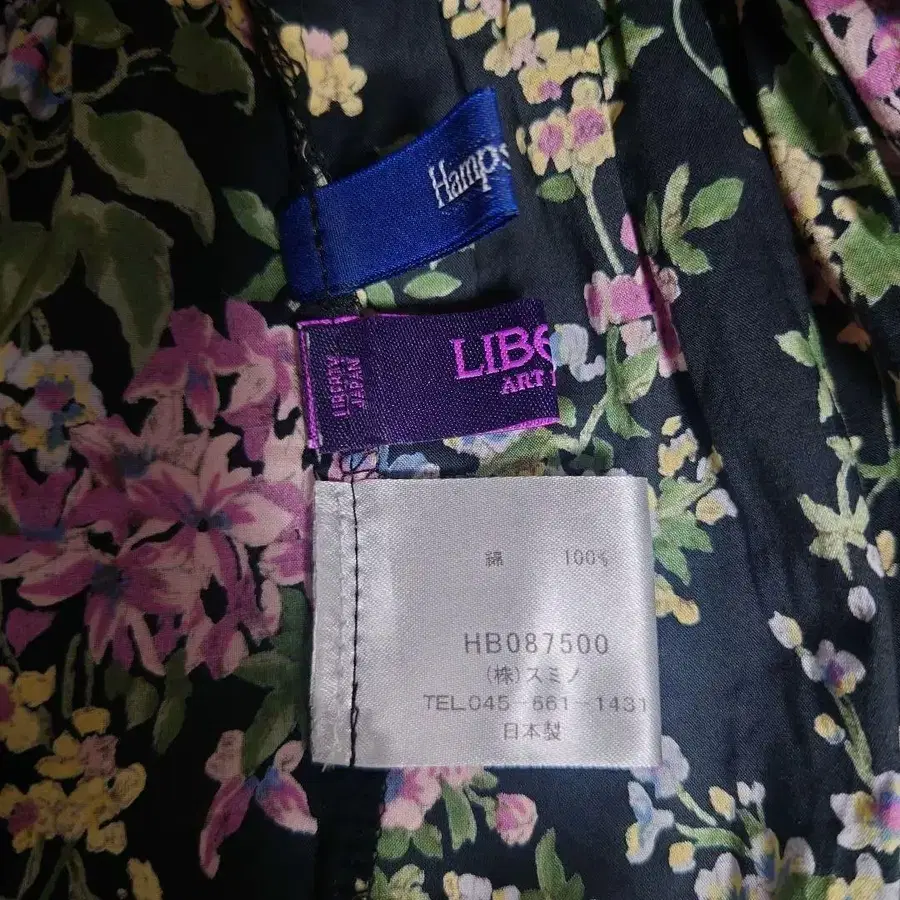 Hamps
LIBE
ART
LIBERTY
JAPAN
綿 100%
HB087500
(株)スミノ
TEL.045-661-1431
日本製